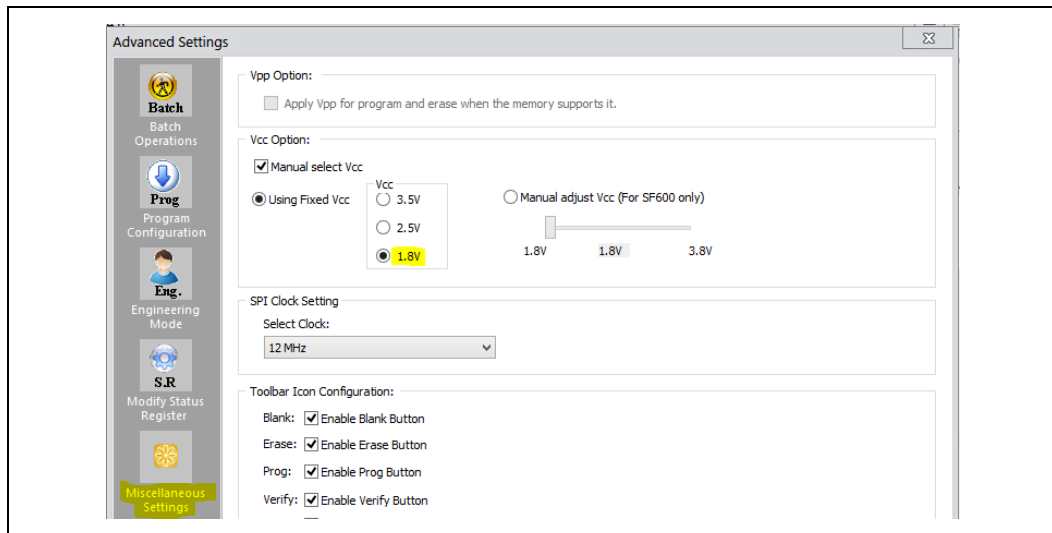 Advanced Settings
Batch
Batch
Operations
Prog
Program
Configuration
Eng.
Engineering
Mode
S.R
Modify Status
Register
Miscellaneous
Settings
Vpp Option:
Apply Vpp for program and erase when the memory supports it.
Vcc Option:
Manual select Vcc
Using Fixed Vcc
Vcc
3.5V
2.5V
1.8V
Manual adjust Vcc (For SF600 only)
1.8V 1.8V 3.8V
SPI Clock Setting
Select Clock:
12 MHz
Toolbar Icon Configuration:
Blank: Enable Blank Button
Erase: Enable Erase Button
Prog: Enable Prog Button
Verify: Enable Verify Button